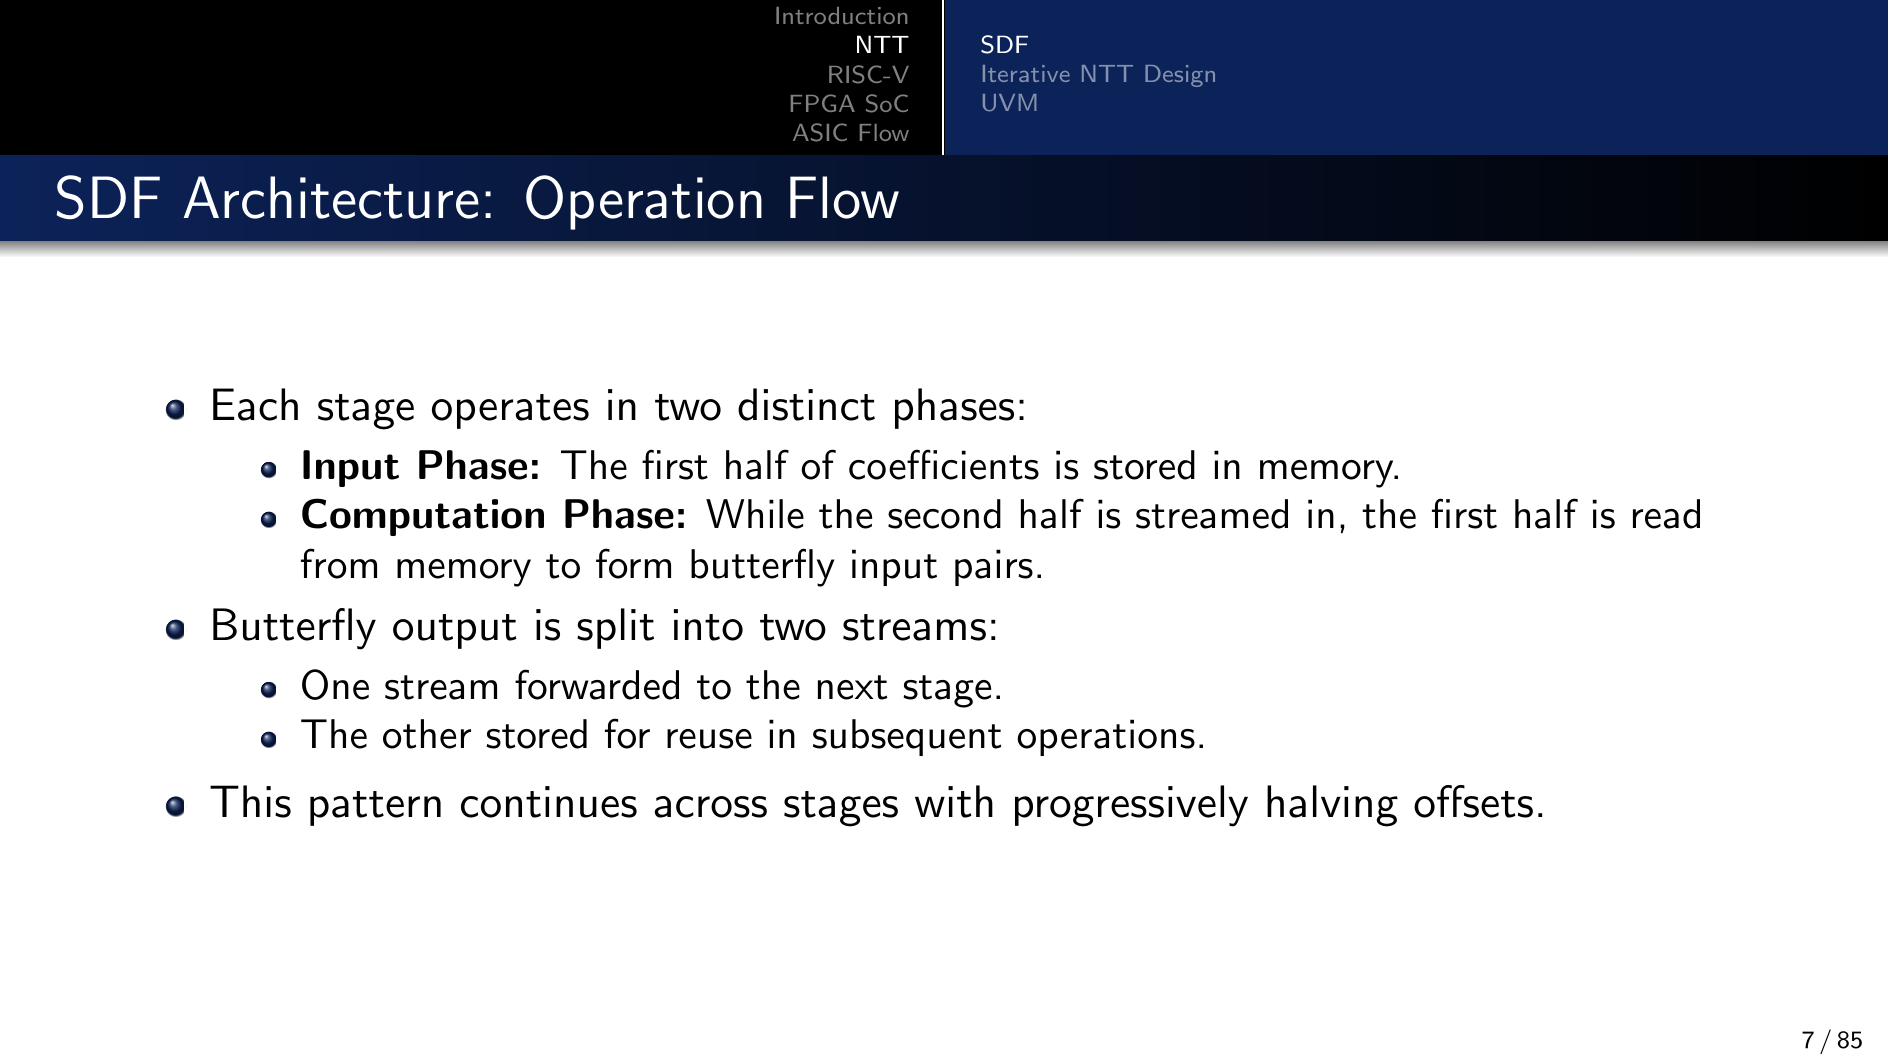 Introduction
NTT
RISC-V
FPGA SoC
ASIC Flow
SDF
Iterative NTT Design
UVM
SDF Architecture: Operation Flow
Each stage operates in two distinct phases:
Input Phase: The first half of coefficients is stored in memory.
Computation Phase: While the second half is streamed in, the first half is read
from memory to form butterfly input pairs.
Butterfly output is split into two streams:
One stream forwarded to the next stage.
The other stored for reuse in subsequent operations.
This pattern continues across stages with progressively halving offsets.
7 / 85